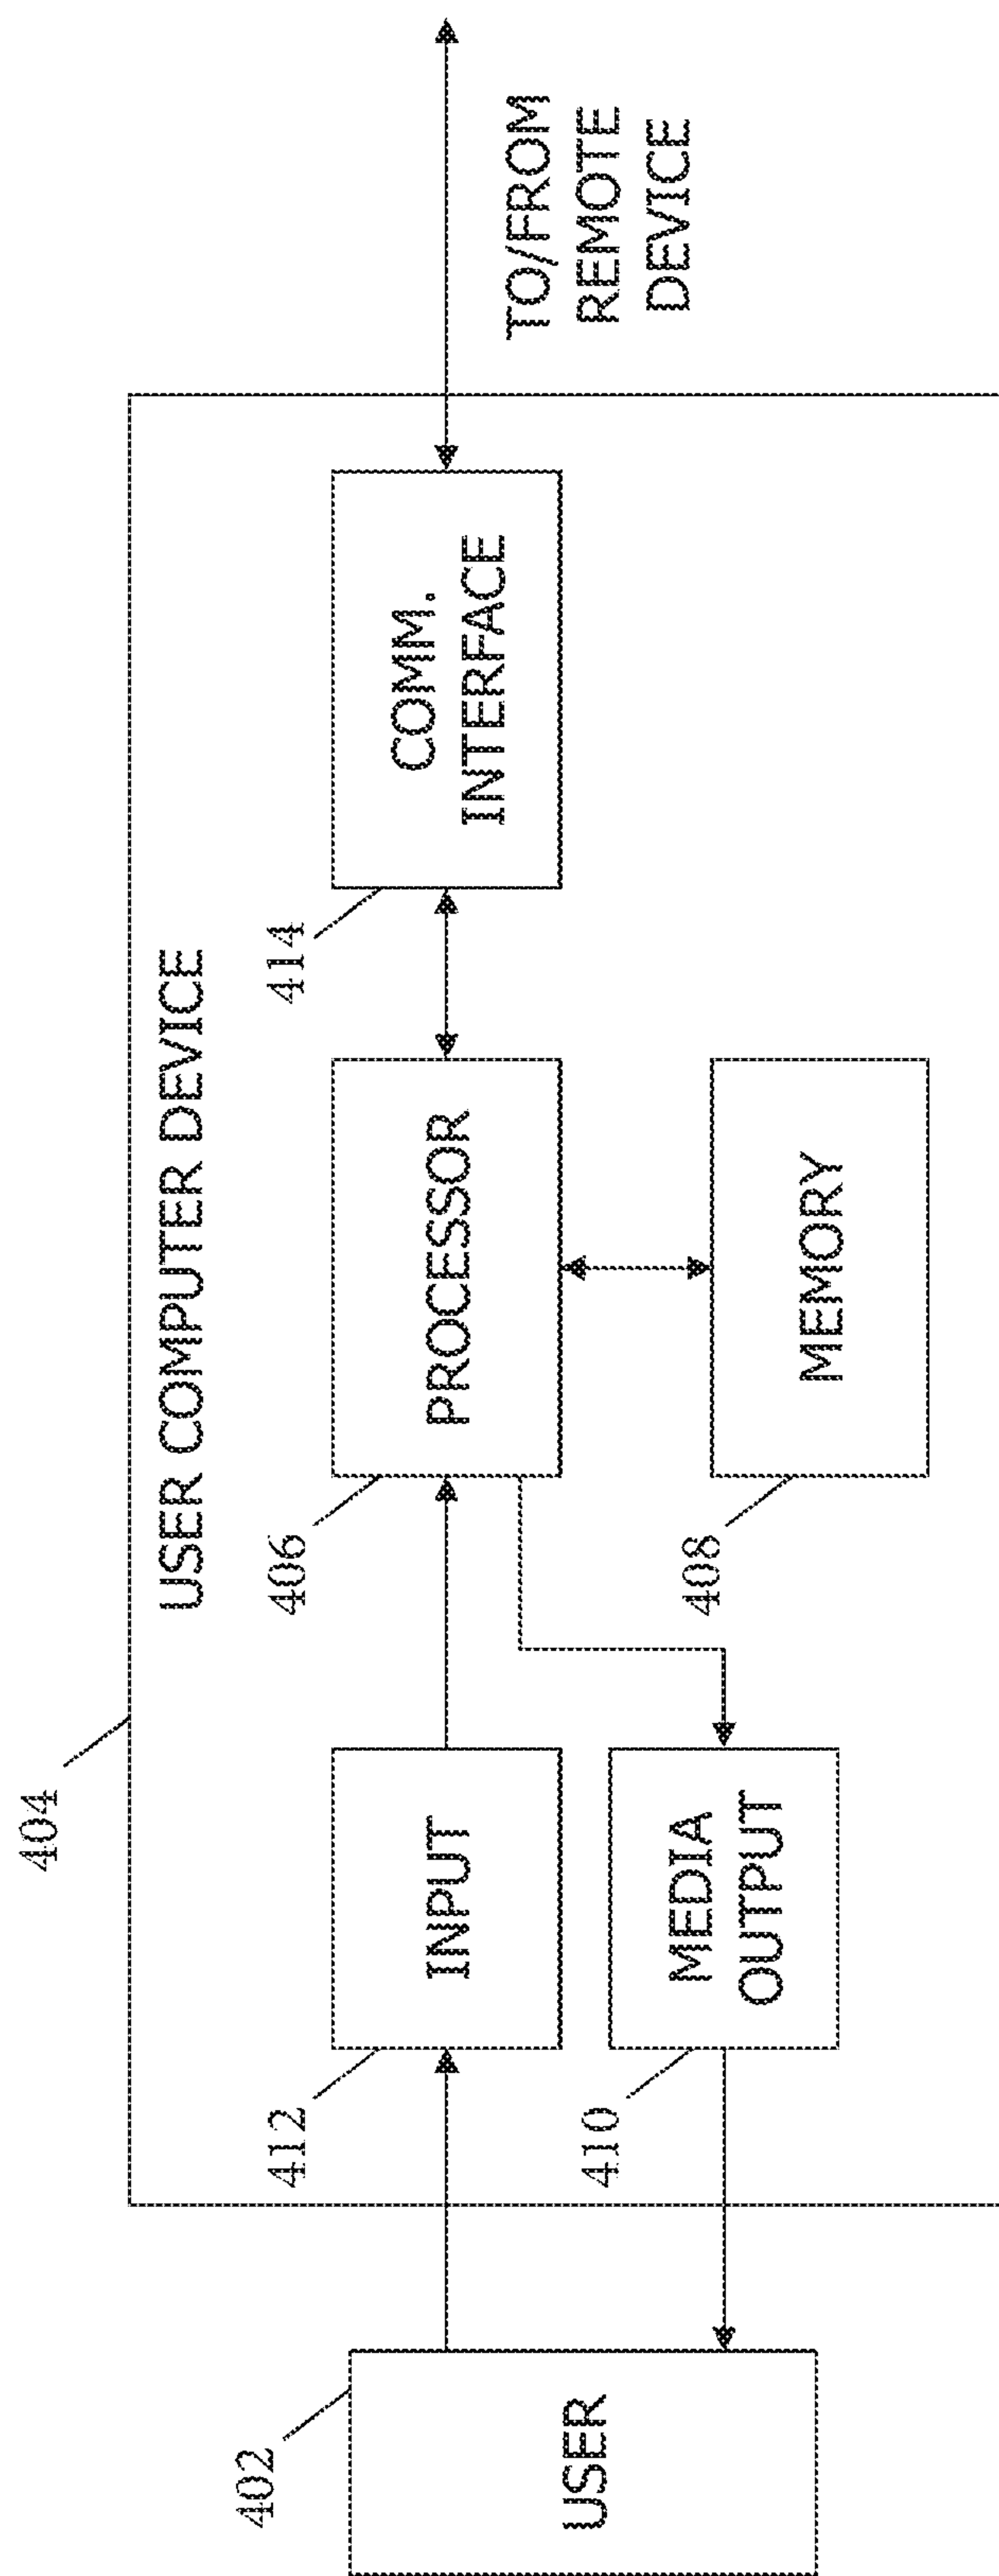 404
USER COMPUTER DEVICE
402
USER
412
INPUT
410
MEDIA
OUTPUT
406
PROCESSOR
408
MEMORY
414
COMM.
INTERFACE
TO/FROM
REMOTE
DEVICE